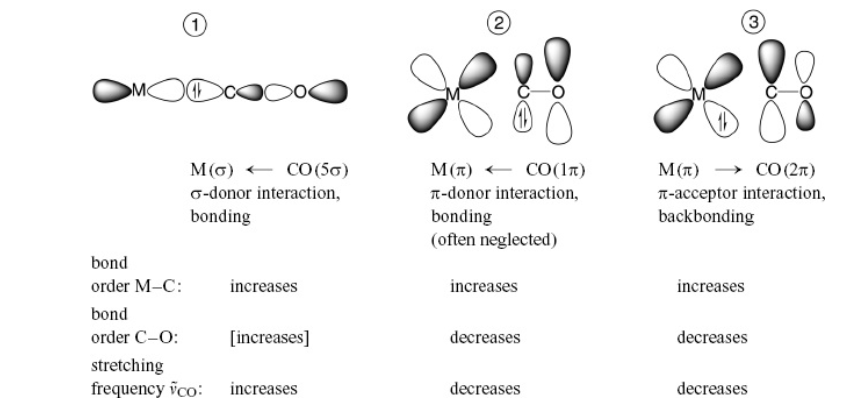 ① ② ③
M C O M C O M C O
M(σ) ← CO(5σ) M(π) ← CO(1π) M(π) → CO(2π)
σ-donor interaction, π-donor interaction, π-acceptor interaction,
bonding bonding backbonding
(often neglected)
bond
order M–C: increases increases increases
bond
order C–O: [increases] decreases decreases
stretching
frequency ν̃CO: increases decreases decreases